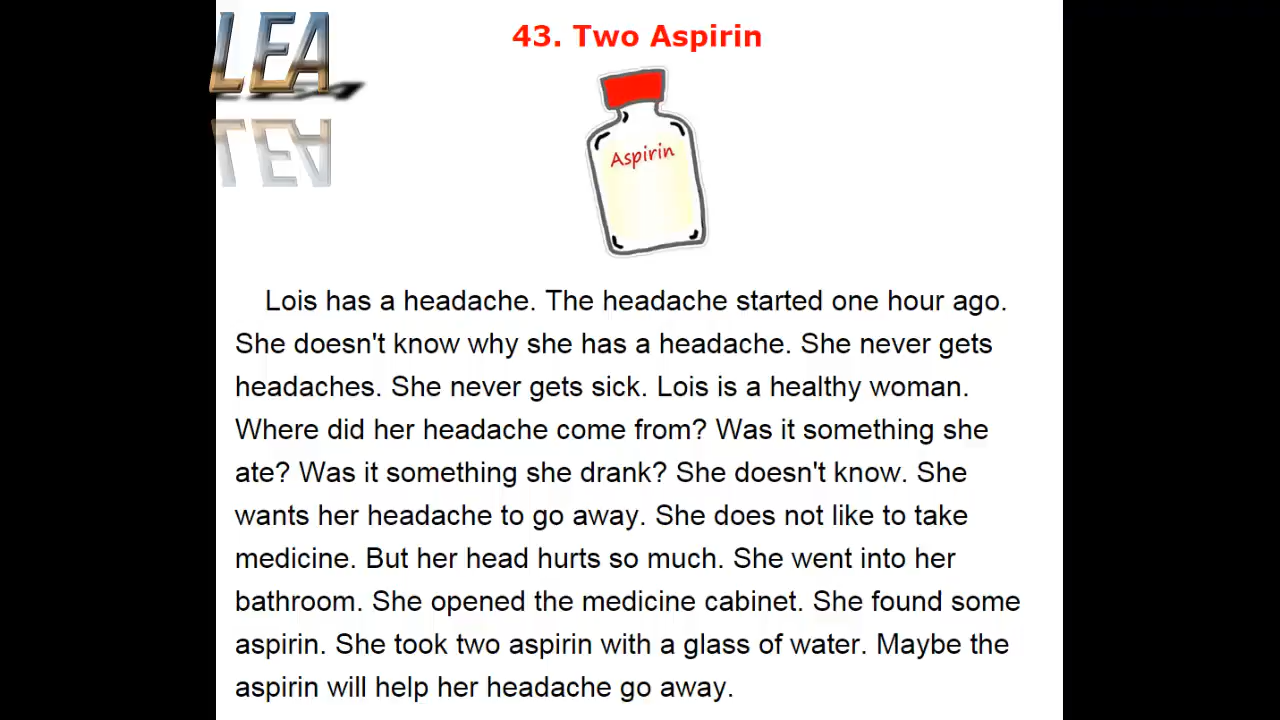 LEA
43. Two Aspirin
Aspirin
Lois has a headache. The headache started one hour ago.
She doesn't know why she has a headache. She never gets
headaches. She never gets sick. Lois is a healthy woman.
Where did her headache come from? Was it something she
ate? Was it something she drank? She doesn't know. She
wants her headache to go away. She does not like to take
medicine. But her head hurts so much. She went into her
bathroom. She opened the medicine cabinet. She found some
aspirin. She took two aspirin with a glass of water. Maybe the
aspirin will help her headache go away.